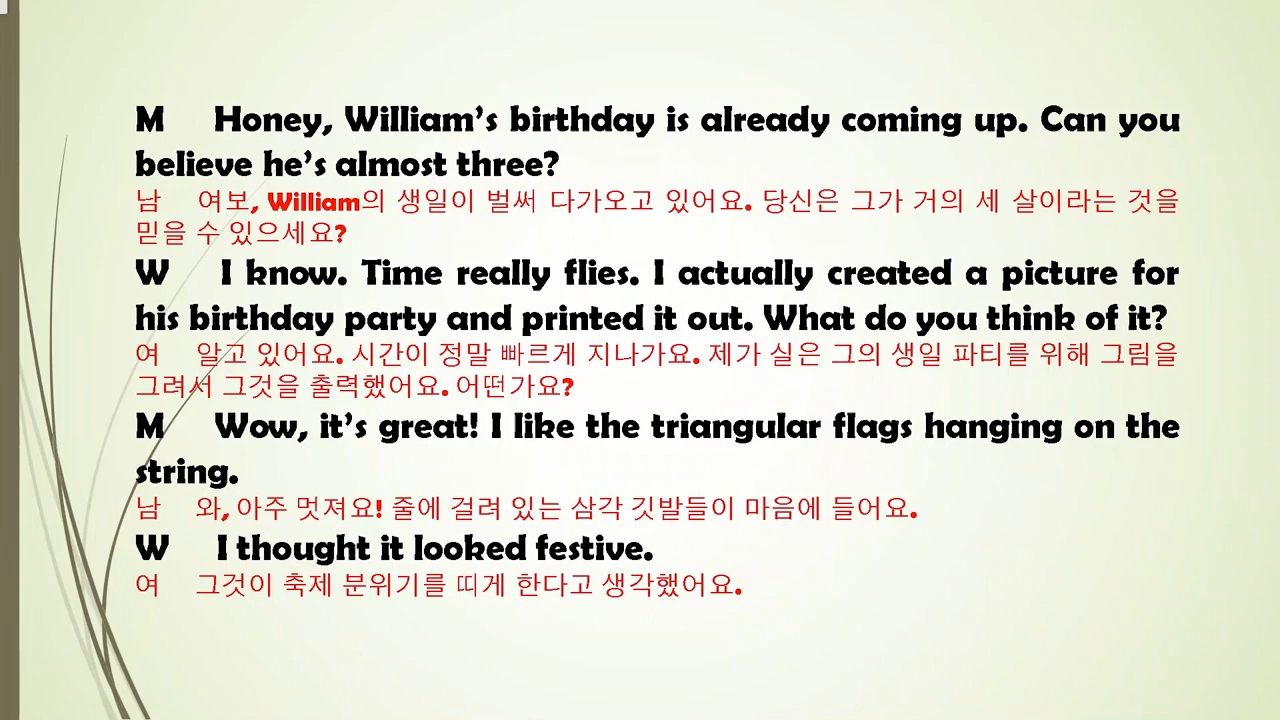 M Honey, William’s birthday is already coming up. Can you
believe he’s almost three?
남 여보, William의 생일이 벌써 다가오고 있어요. 당신은 그가 거의 세 살이라는 것을
믿을 수 있으세요?
W I know. Time really flies. I actually created a picture for
his birthday party and printed it out. What do you think of it?
여 알고 있어요. 시간이 정말 빠르게 지나가요. 제가 실은 그의 생일 파티를 위해 그림을
그려서 그것을 출력했어요. 어떤가요?
M Wow, it’s great! I like the triangular flags hanging on the
string.
남 와, 아주 멋져요! 줄에 걸려 있는 삼각 깃발들이 마음에 들어요.
W I thought it looked festive.
여 그것이 축제 분위기를 띠게 한다고 생각했어요.